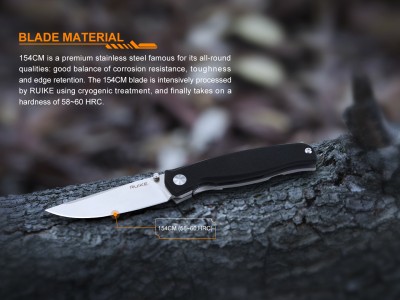 BLADE MATERIAL
154CM is a premium stainless steel famous for its all-round
qualities: good balance of corrosion resistance, toughness
and edge retention. The 154CM blade is intensively processed
by RUIKE using cryogenic treatment, and finally takes on a
hardness of 58~60 HRC.
RUIKE
154CM (58~60 HRC)